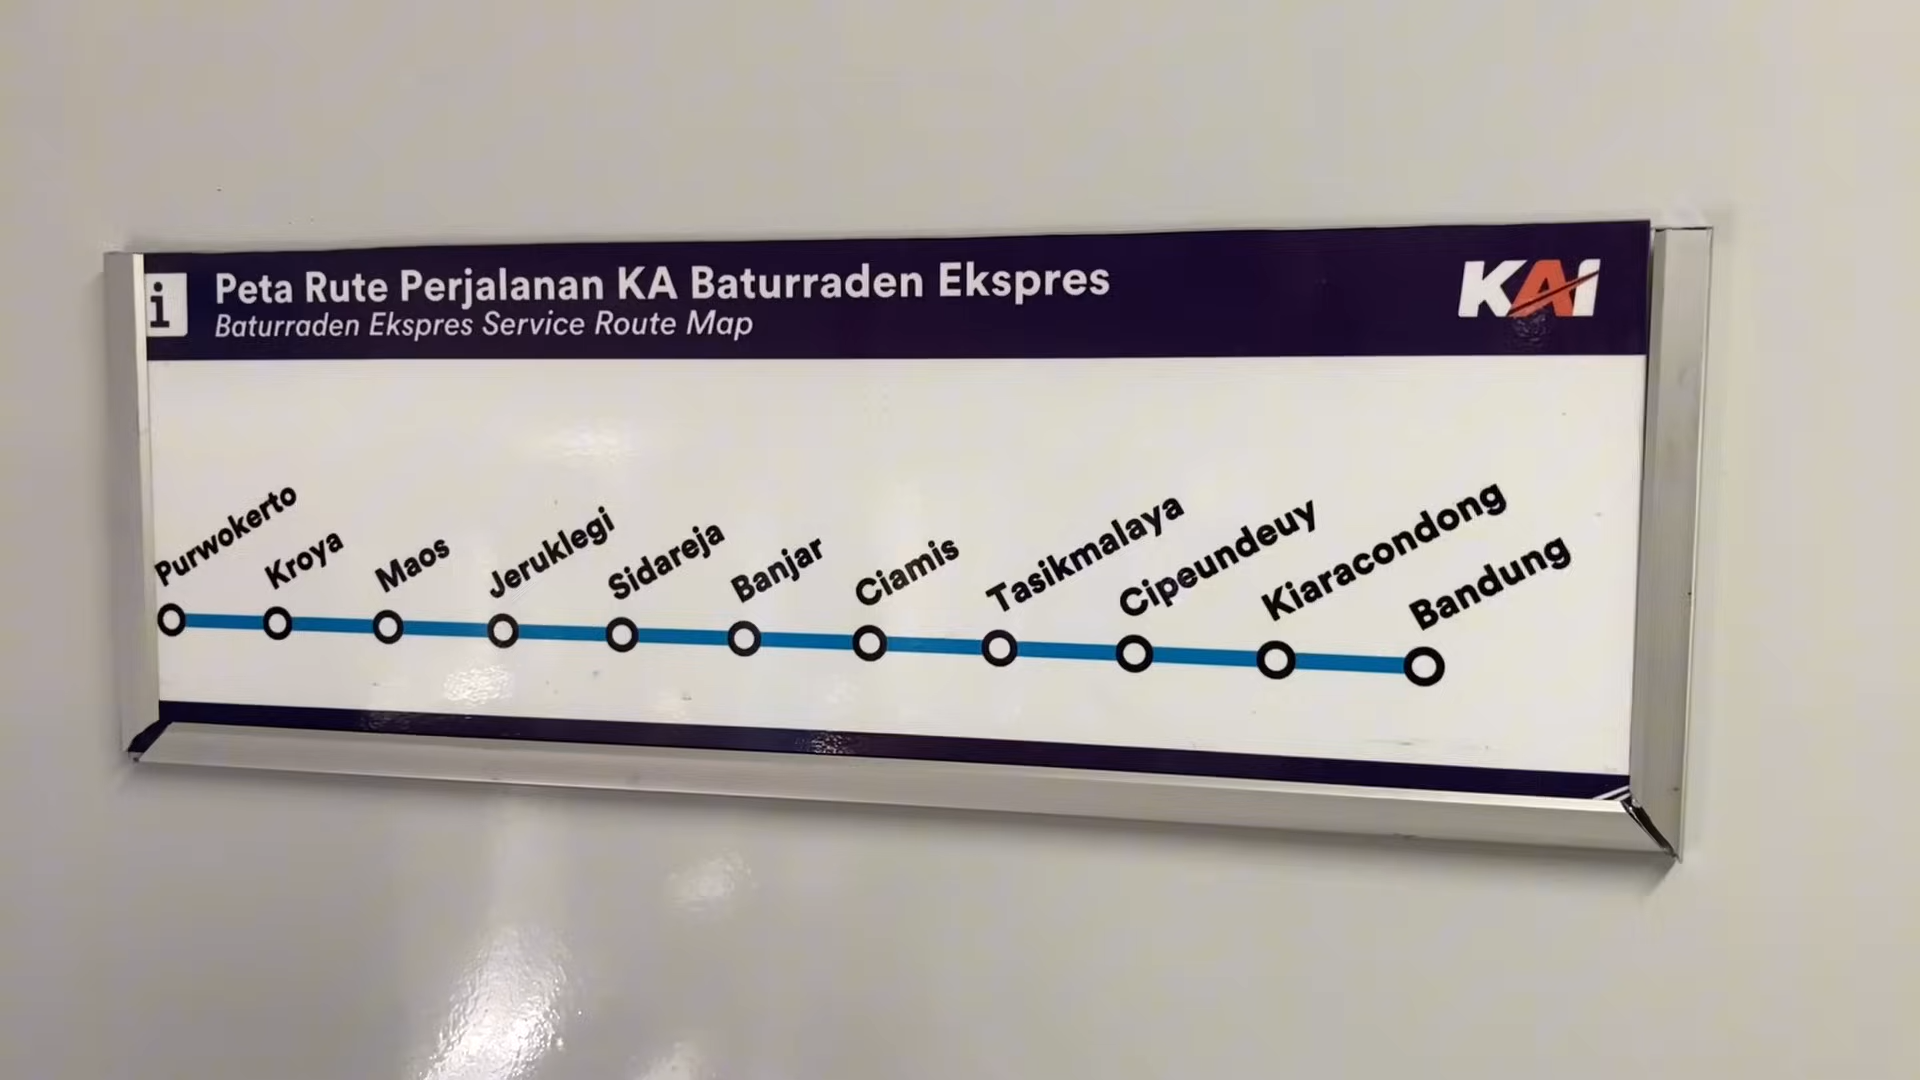 i
Peta Rute Perjalanan KA Baturraden Ekspres
Baturraden Ekspres Service Route Map
KAI
Purwokerto
Kroya
Maos
Jeruklegi
Sidareja
Banjar
Ciamis
Tasikmalaya
Cipeundeuy
Kiaracondong
Bandung